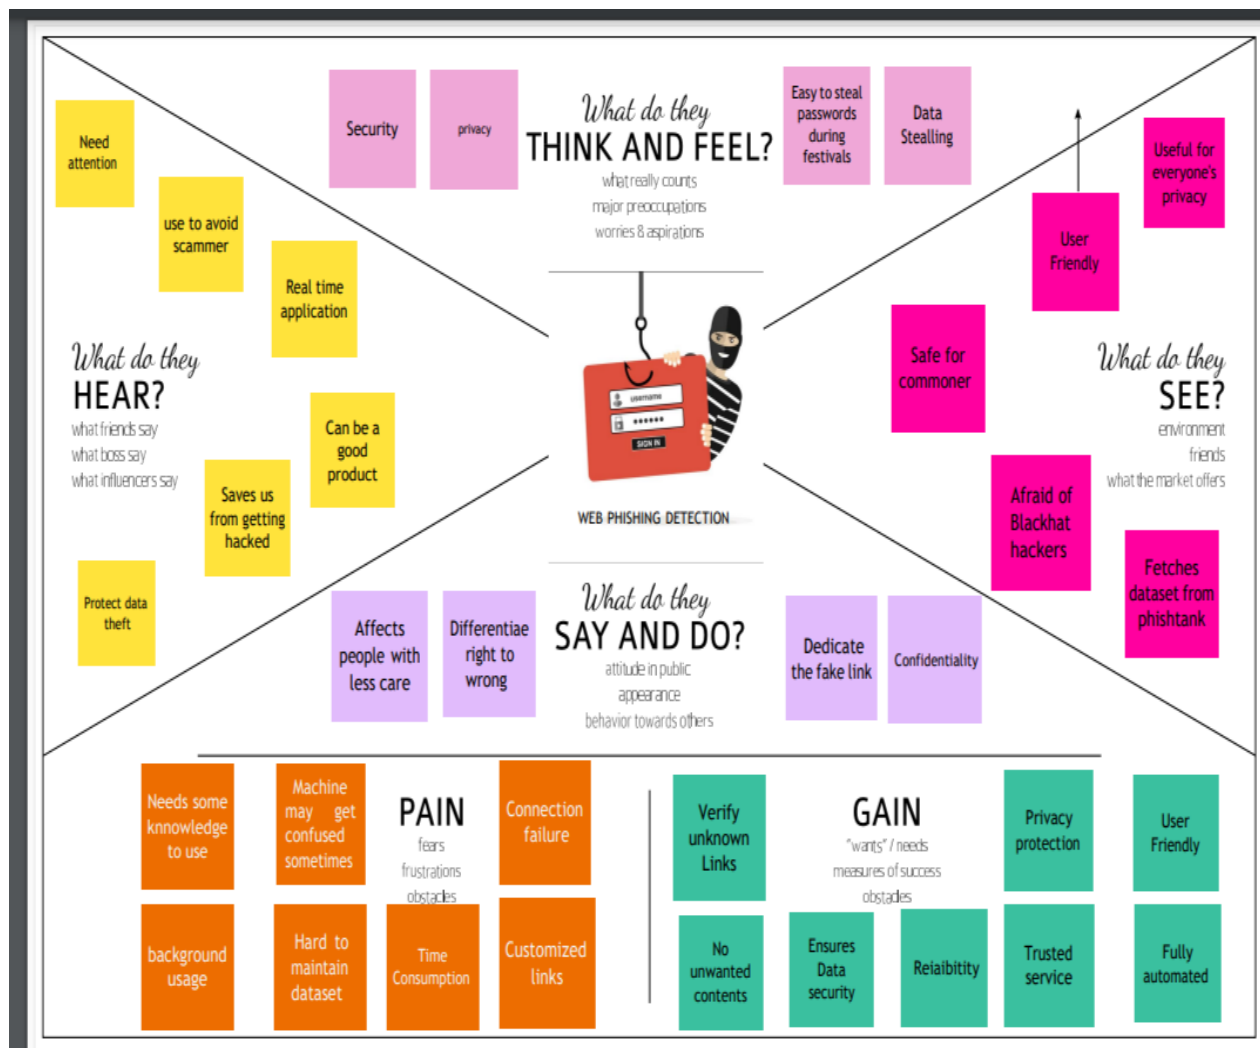 Need
attention
use to avoid
scammer
Real time
application
What do they
HEAR?
what friends say
what boss say
what influencers say
Can be a
good
product
Saves us
from getting
hacked
Protect data
theft
Security
privacy
What do they
THINK AND FEEL?
what really counts
major preoccupations
worries & aspirations
Easy to steal
passwords
during
festivals
Data
Stealling
username
SIGN IN
WEB PHISHING DETECTION
Useful for
everyone's
privacy
User
Friendly
Safe for
commoner
What do they
SEE?
environment
friends
what the market offers
Afraid of
Blackhat
hackers
Fetches
dataset from
phishtank
Affects
people with
less care
Differentiae
right to
wrong
What do they
SAY AND DO?
attitude in public
appearance
behavior towards others
Dedicate
the fake link
Confidentiality
Needs some
knnowledge
to use
Machine
may get
confused
sometimes
PAIN
fears
frustrations
obstacles
Connection
failure
background
usage
Hard to
maintain
dataset
Time
Consumption
Customized
links
Verify
unknown
Links
GAIN
"wants" / needs
measures of success
obstacles
Privacy
protection
User
Friendly
No
unwanted
contents
Ensures
Data
security
Reiaibitity
Trusted
service
Fully
automated